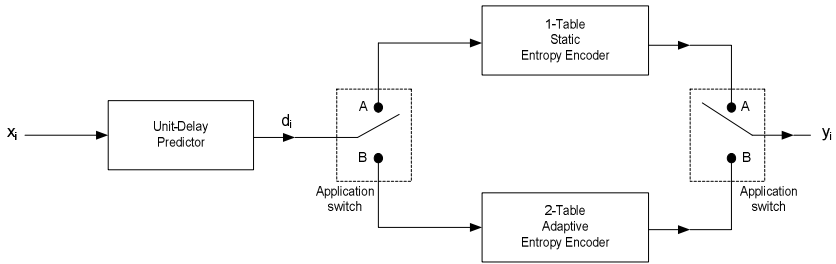 1-Table
Static
Entropy Encoder
xi
Unit-Delay
Predictor
di
A
B
Application
switch
A
B
Application
switch
yi
2-Table
Adaptive
Entropy Encoder